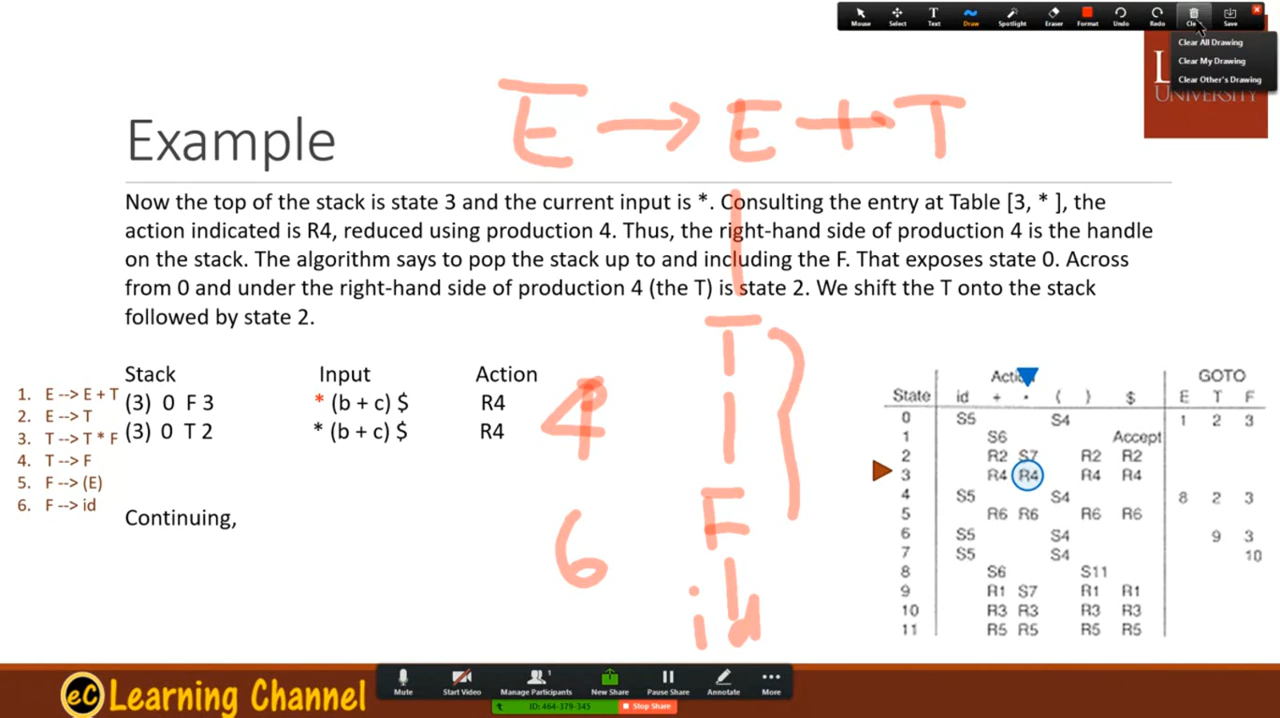 Mouse Select Text Draw Spotlight Eraser Format Undo Redo Save
Clear All Drawing
Clear My Drawing
Clear Other's Drawing
L
UNIVERSITY
E → E + T
Example
Now the top of the stack is state 3 and the current input is *. Consulting the entry at Table [3, * ], the
action indicated is R4, reduced using production 4. Thus, the right-hand side of production 4 is the handle
on the stack. The algorithm says to pop the stack up to and including the F. That exposes state 0. Across
from 0 and under the right-hand side of production 4 (the T) is state 2. We shift the T onto the stack
followed by state 2.
T
F
id
4
6
1. E --> E + T
2. E --> T
3. T --> T * F
4. T --> F
5. F --> (E)
6. F --> id
Stack Input Action
(3) 0 F 3 * (b + c) $ R4
(3) 0 T 2 * (b + c) $ R4
Continuing,
GOTO
State id + * ( ) $ E T F
0 S5 S4 1 2 3
1 S6 Accept
2 R2 S7 R2 R2
3 R4 R4 R4 R4
4 S5 S4 8 2 3
5 R6 R6 R6 R6
6 S5 S4 9 3
7 S5 S4 10
8 S6 S11
9 R1 S7 R1 R1
10 R3 R3 R3 R3
11 R5 R5 R5 R5
eC Learning Channel
Mute Start Video Manage Participants 1 New Share Pause Share Annotate More
ID: 464-379-345 Stop Share